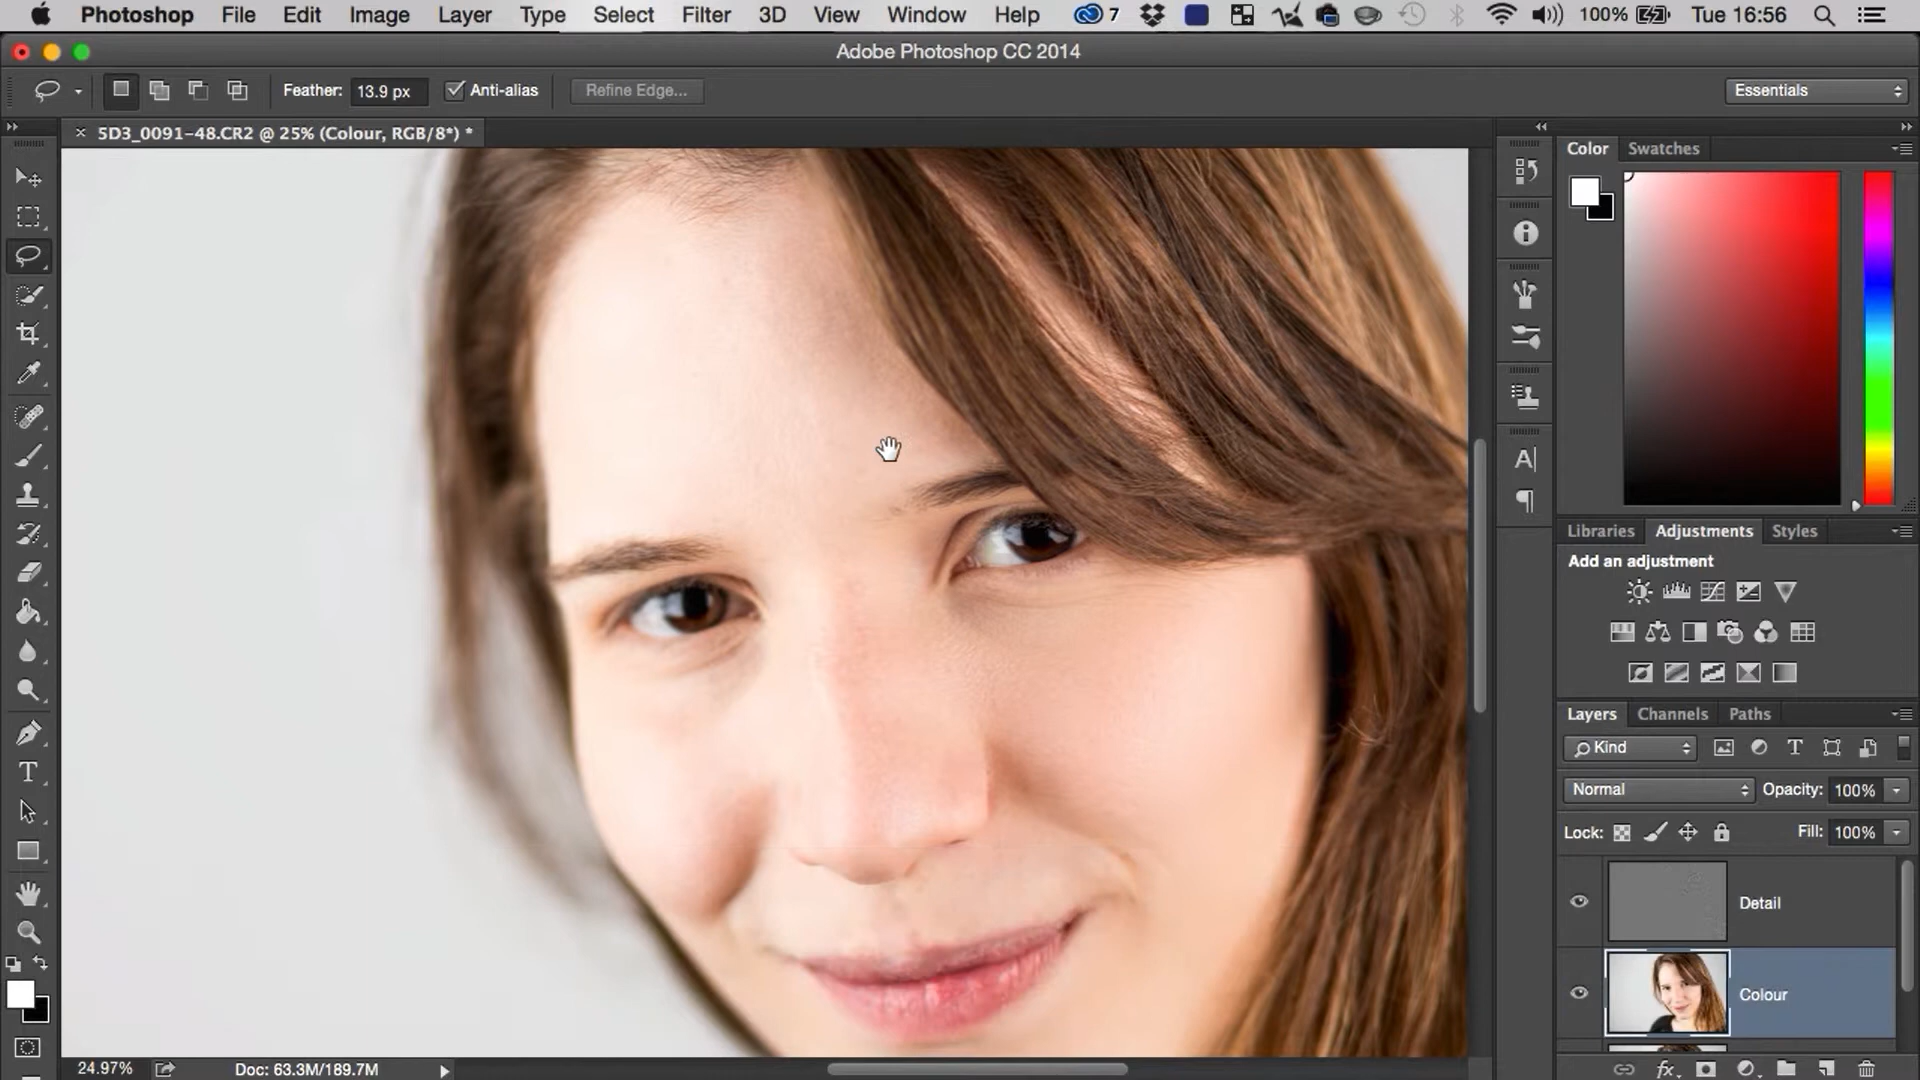 Photoshop File Edit Image Layer Type Select Filter 3D View Window Help 7 100% Tue 16:56
Adobe Photoshop CC 2014
Feather: 13.9 px Anti-alias Refine Edge... Essentials
5D3_0091-48.CR2 @ 25% (Colour, RGB/8*) *
Color Swatches
Libraries Adjustments Styles
Add an adjustment
Layers Channels Paths
Kind
Normal Opacity: 100%
Lock: Fill: 100%
Detail
Colour
24.97% Doc: 63.3M/189.7M
fx